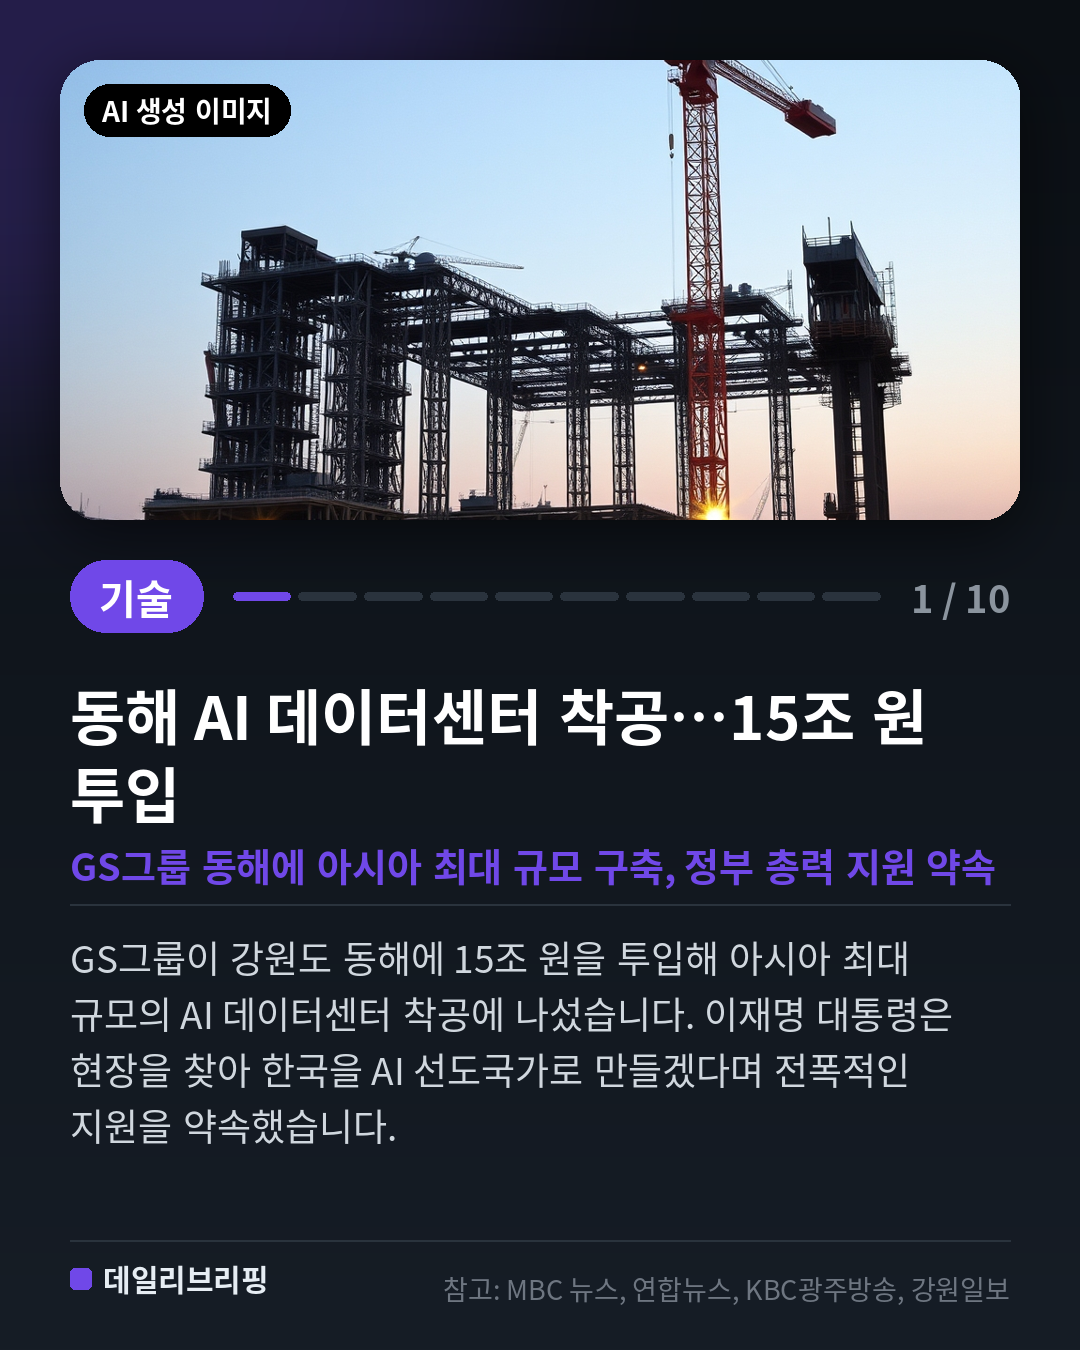 AI 생성 이미지
기술
1 / 10
동해 AI 데이터센터 착공…15조 원
투입
GS그룹 동해에 아시아 최대 규모 구축, 정부 총력 지원 약속
GS그룹이 강원도 동해에 15조 원을 투입해 아시아 최대
규모의 AI 데이터센터 착공에 나섰습니다. 이재명 대통령은
현장을 찾아 한국을 AI 선도국가로 만들겠다며 전폭적인
지원을 약속했습니다.
데일리브리핑
참고: MBC 뉴스, 연합뉴스, KBC광주방송, 강원일보